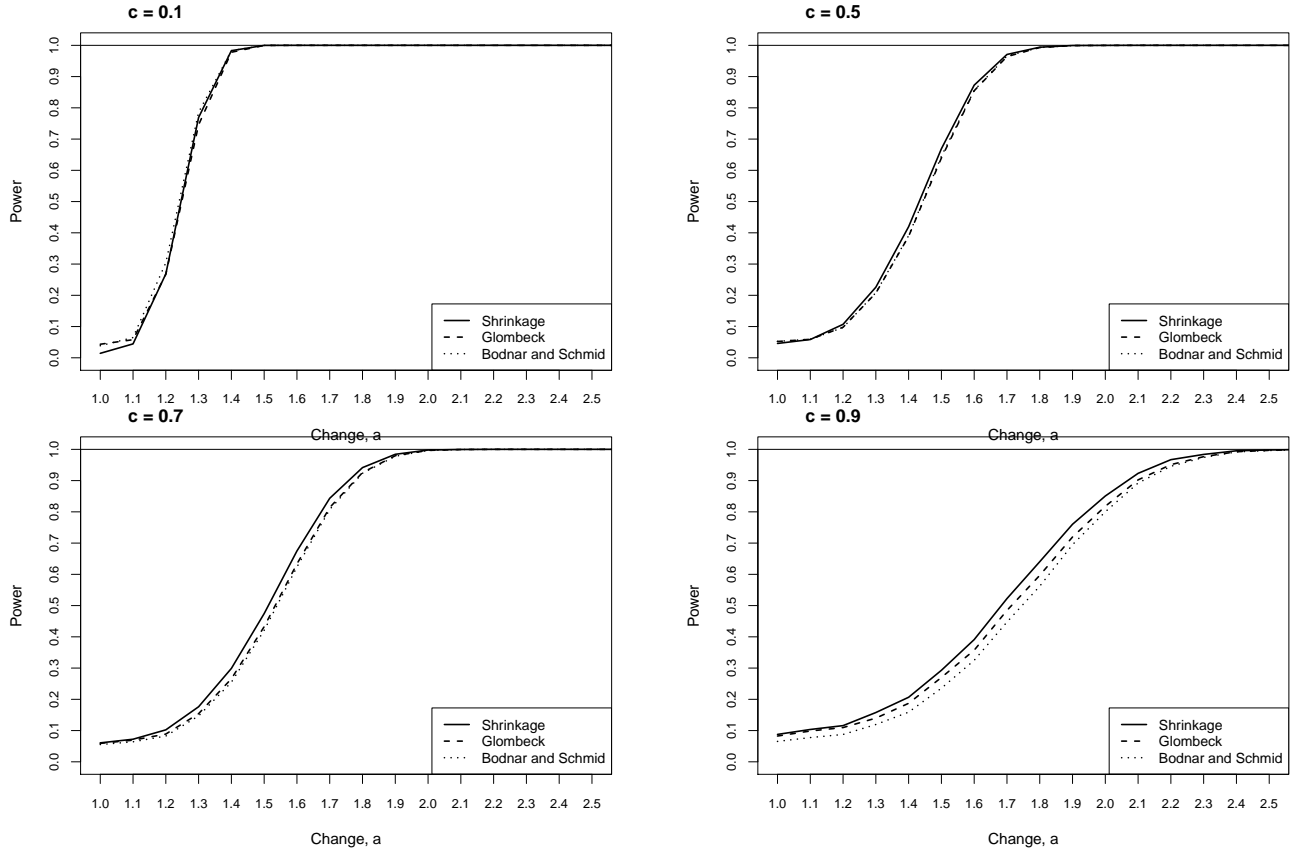 c = 0.1
Power
0.0 0.1 0.2 0.3 0.4 0.5 0.6 0.7 0.8 0.9 1.0
Shrinkage
Glombeck
Bodnar and Schmid
1.0 1.1 1.2 1.3 1.4 1.5 1.6 1.7 1.8 1.9 2.0 2.1 2.2 2.3 2.4 2.5
Change, a
c = 0.5
Power
0.0 0.1 0.2 0.3 0.4 0.5 0.6 0.7 0.8 0.9 1.0
Shrinkage
Glombeck
Bodnar and Schmid
1.0 1.1 1.2 1.3 1.4 1.5 1.6 1.7 1.8 1.9 2.0 2.1 2.2 2.3 2.4 2.5
Change, a
c = 0.7
Power
0.0 0.1 0.2 0.3 0.4 0.5 0.6 0.7 0.8 0.9 1.0
Shrinkage
Glombeck
Bodnar and Schmid
1.0 1.1 1.2 1.3 1.4 1.5 1.6 1.7 1.8 1.9 2.0 2.1 2.2 2.3 2.4 2.5
Change, a
c = 0.9
Power
0.0 0.1 0.2 0.3 0.4 0.5 0.6 0.7 0.8 0.9 1.0
Shrinkage
Glombeck
Bodnar and Schmid
1.0 1.1 1.2 1.3 1.4 1.5 1.6 1.7 1.8 1.9 2.0 2.1 2.2 2.3 2.4 2.5
Change, a